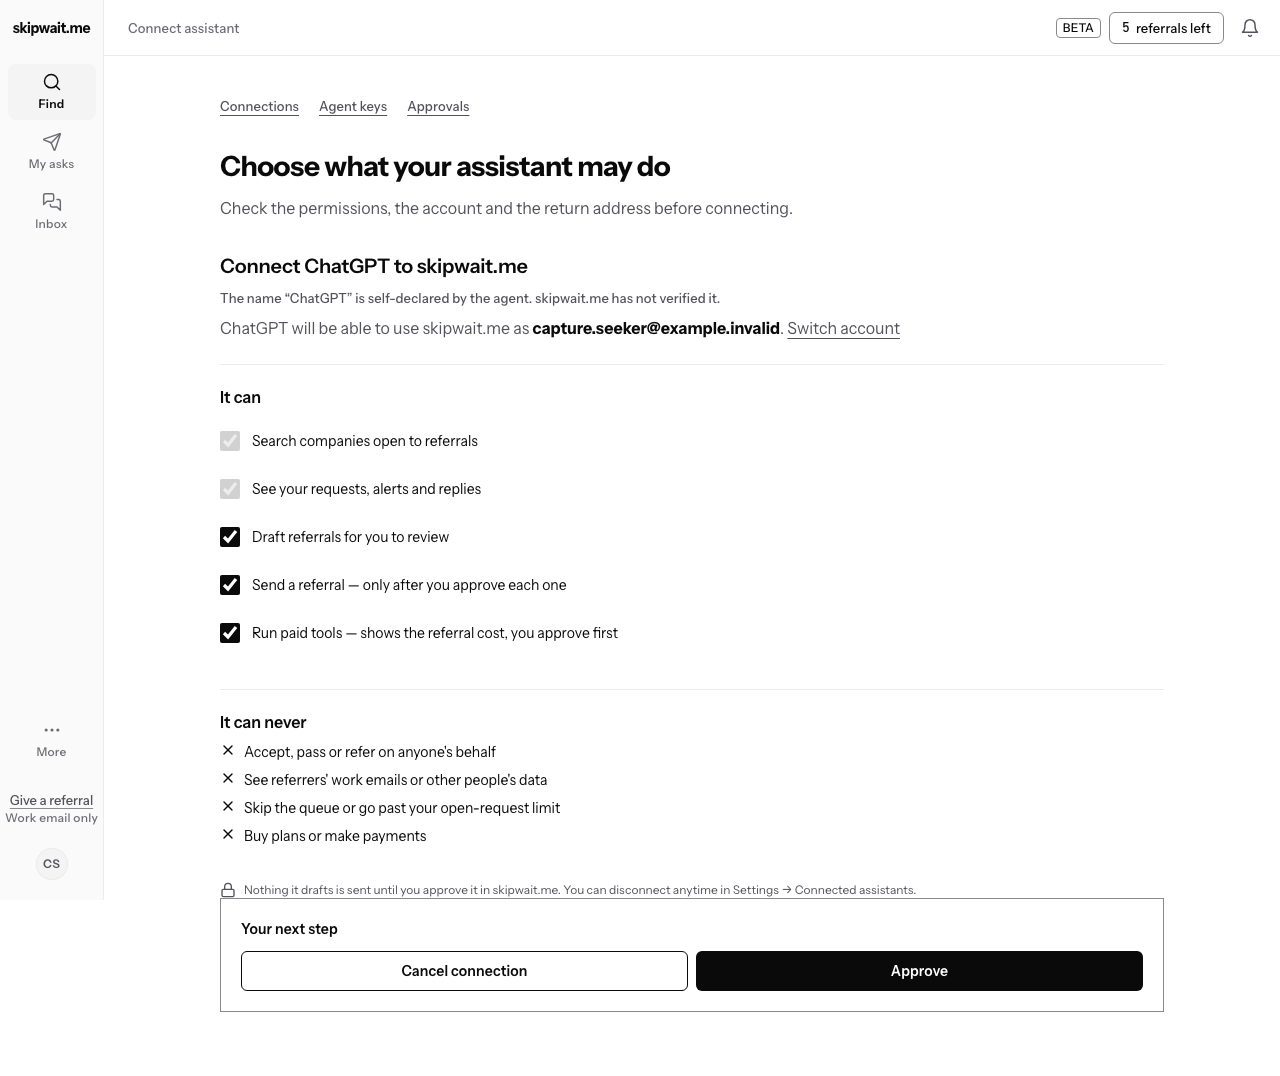 skipwait.me
Connect assistant
BETA
5 referrals left
Find
My asks
Inbox
More
Give a referral
Work email only
CS
Connections Agent keys Approvals
Choose what your assistant may do
Check the permissions, the account and the return address before connecting.
Connect ChatGPT to skipwait.me
The name “ChatGPT” is self-declared by the agent. skipwait.me has not verified it.
ChatGPT will be able to use skipwait.me as capture.seeker@example.invalid. Switch account
It can
Search companies open to referrals
See your requests, alerts and replies
Draft referrals for you to review
Send a referral — only after you approve each one
Run paid tools — shows the referral cost, you approve first
It can never
Accept, pass or refer on anyone's behalf
See referrers' work emails or other people's data
Skip the queue or go past your open-request limit
Buy plans or make payments
Nothing it drafts is sent until you approve it in skipwait.me. You can disconnect anytime in Settings → Connected assistants.
Your next step
Cancel connection
Approve